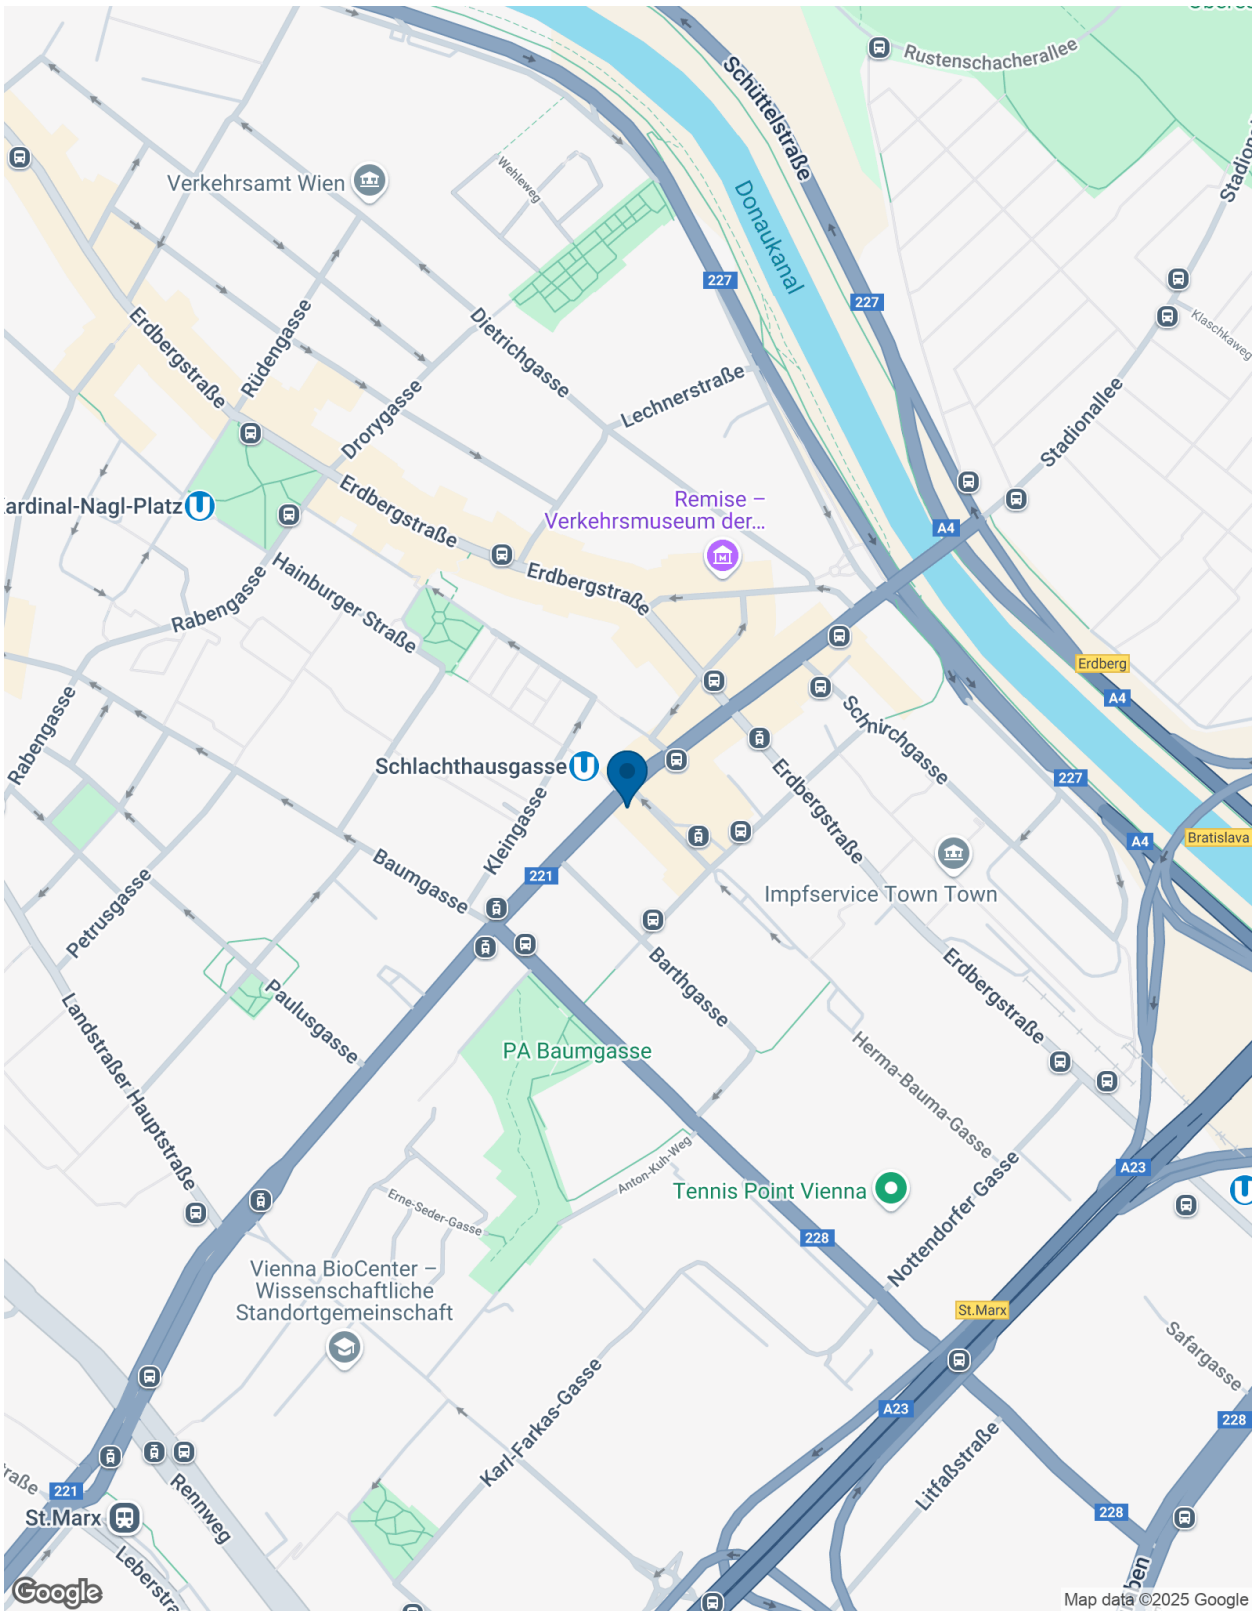 Rustenschacherallee
Schüttelstraße
Verkehrsamt Wien
Wehleweg
Donaukanal
227
227
Klaschkaweg
Erdbergstraße
Rüdengasse
Dietrichgasse
Lechnerstraße
Stadionallee
Drorygasse
Erdbergstraße
Remise –
Verkehrsmuseum der...
ardinal-Nagl-Platz
U
A4
Hainburger Straße
Erdbergstraße
Rabengasse
Erdberg
A4
Rabengasse
Schnirchgasse
Schlachthausgasse
U
227
Erdbergstraße
Kleingasse
A4
Bratislava
221
Baumgasse
Impfservice Town Town
Petrusgasse
Barthgasse
Erdbergstraße
Paulusgasse
Landstraßer Hauptstraße
PA Baumgasse
Herma-Bauma-Gasse
Anton-Kuh-Weg
A23
U
Tennis Point Vienna
Erne-Seder-Gasse
Nottendorfer Gasse
228
Vienna BioCenter –
Wissenschaftliche
Standortgemeinschaft
St.Marx
Safargasse
Karl-Farkas-Gasse
A23
228
Litfaßstraße
221
Rennweg
St.Marx
228
Google
Map data ©2025 Google